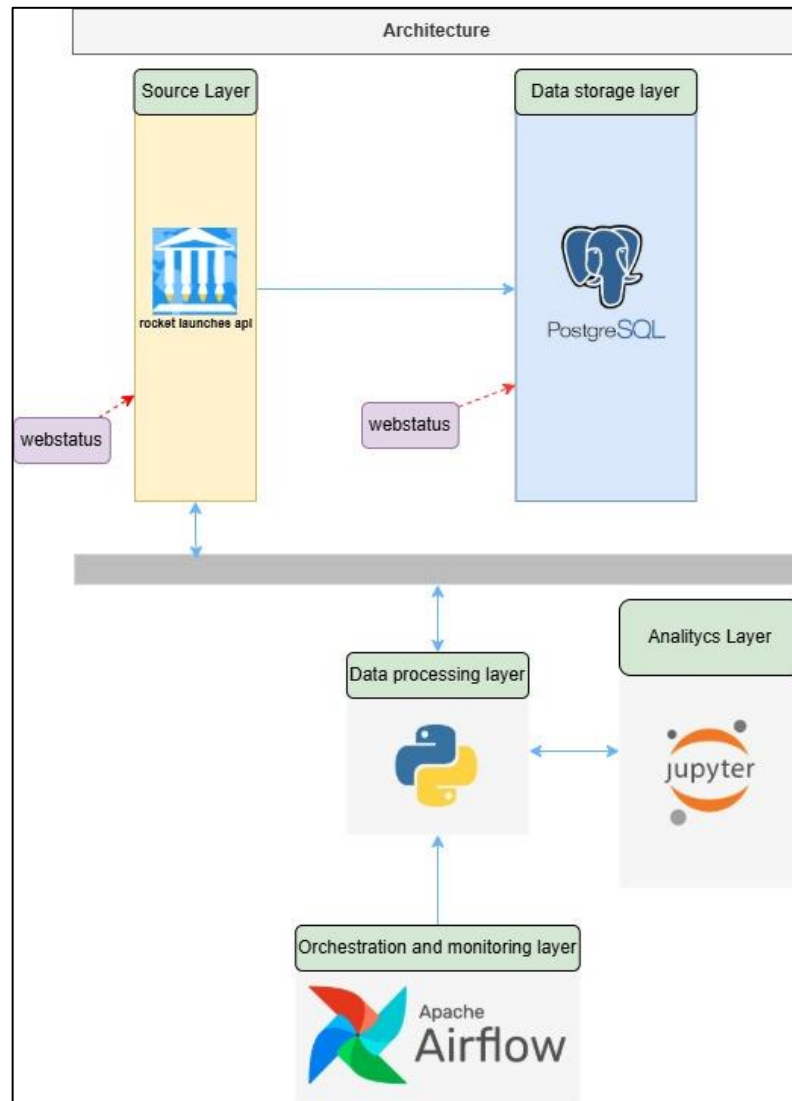 Architecture
Source Layer
Data storage layer
rocket launches api
PostgreSQL
webstatus
webstatus
Analitycs Layer
Data processing layer
jupyter
Orchestration and monitoring layer
Apache
Airflow